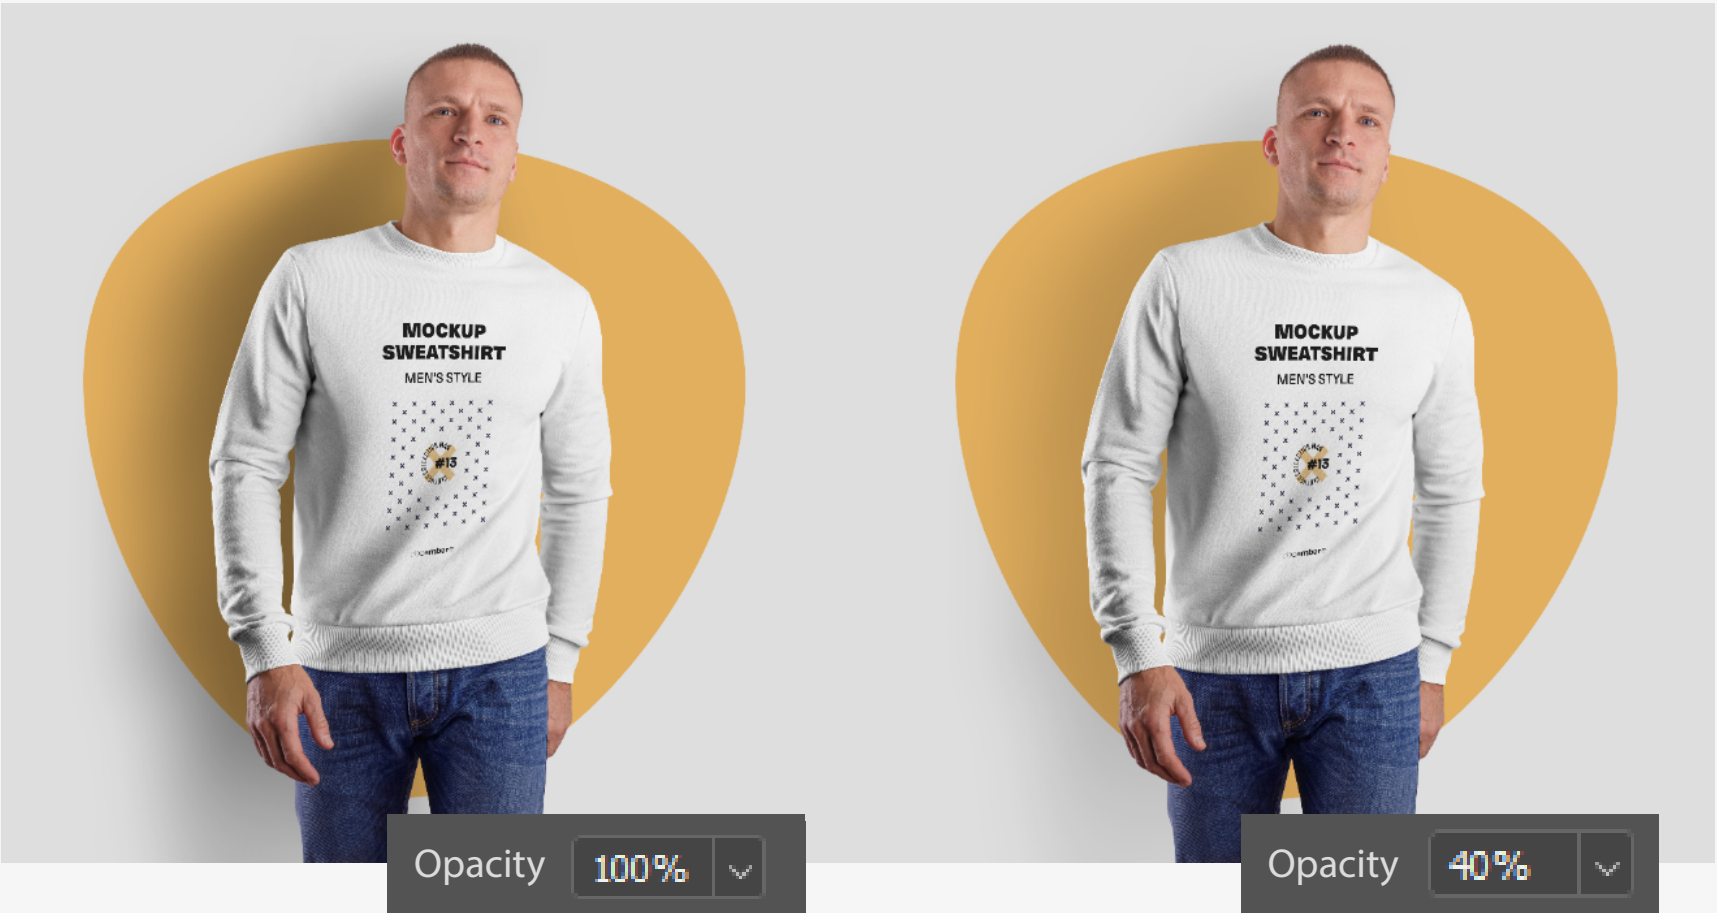 MOCKUP
SWEATSHIRT
MEN'S STYLE
#13
Opacity 100%
MOCKUP
SWEATSHIRT
MEN'S STYLE
#13
Opacity 40%